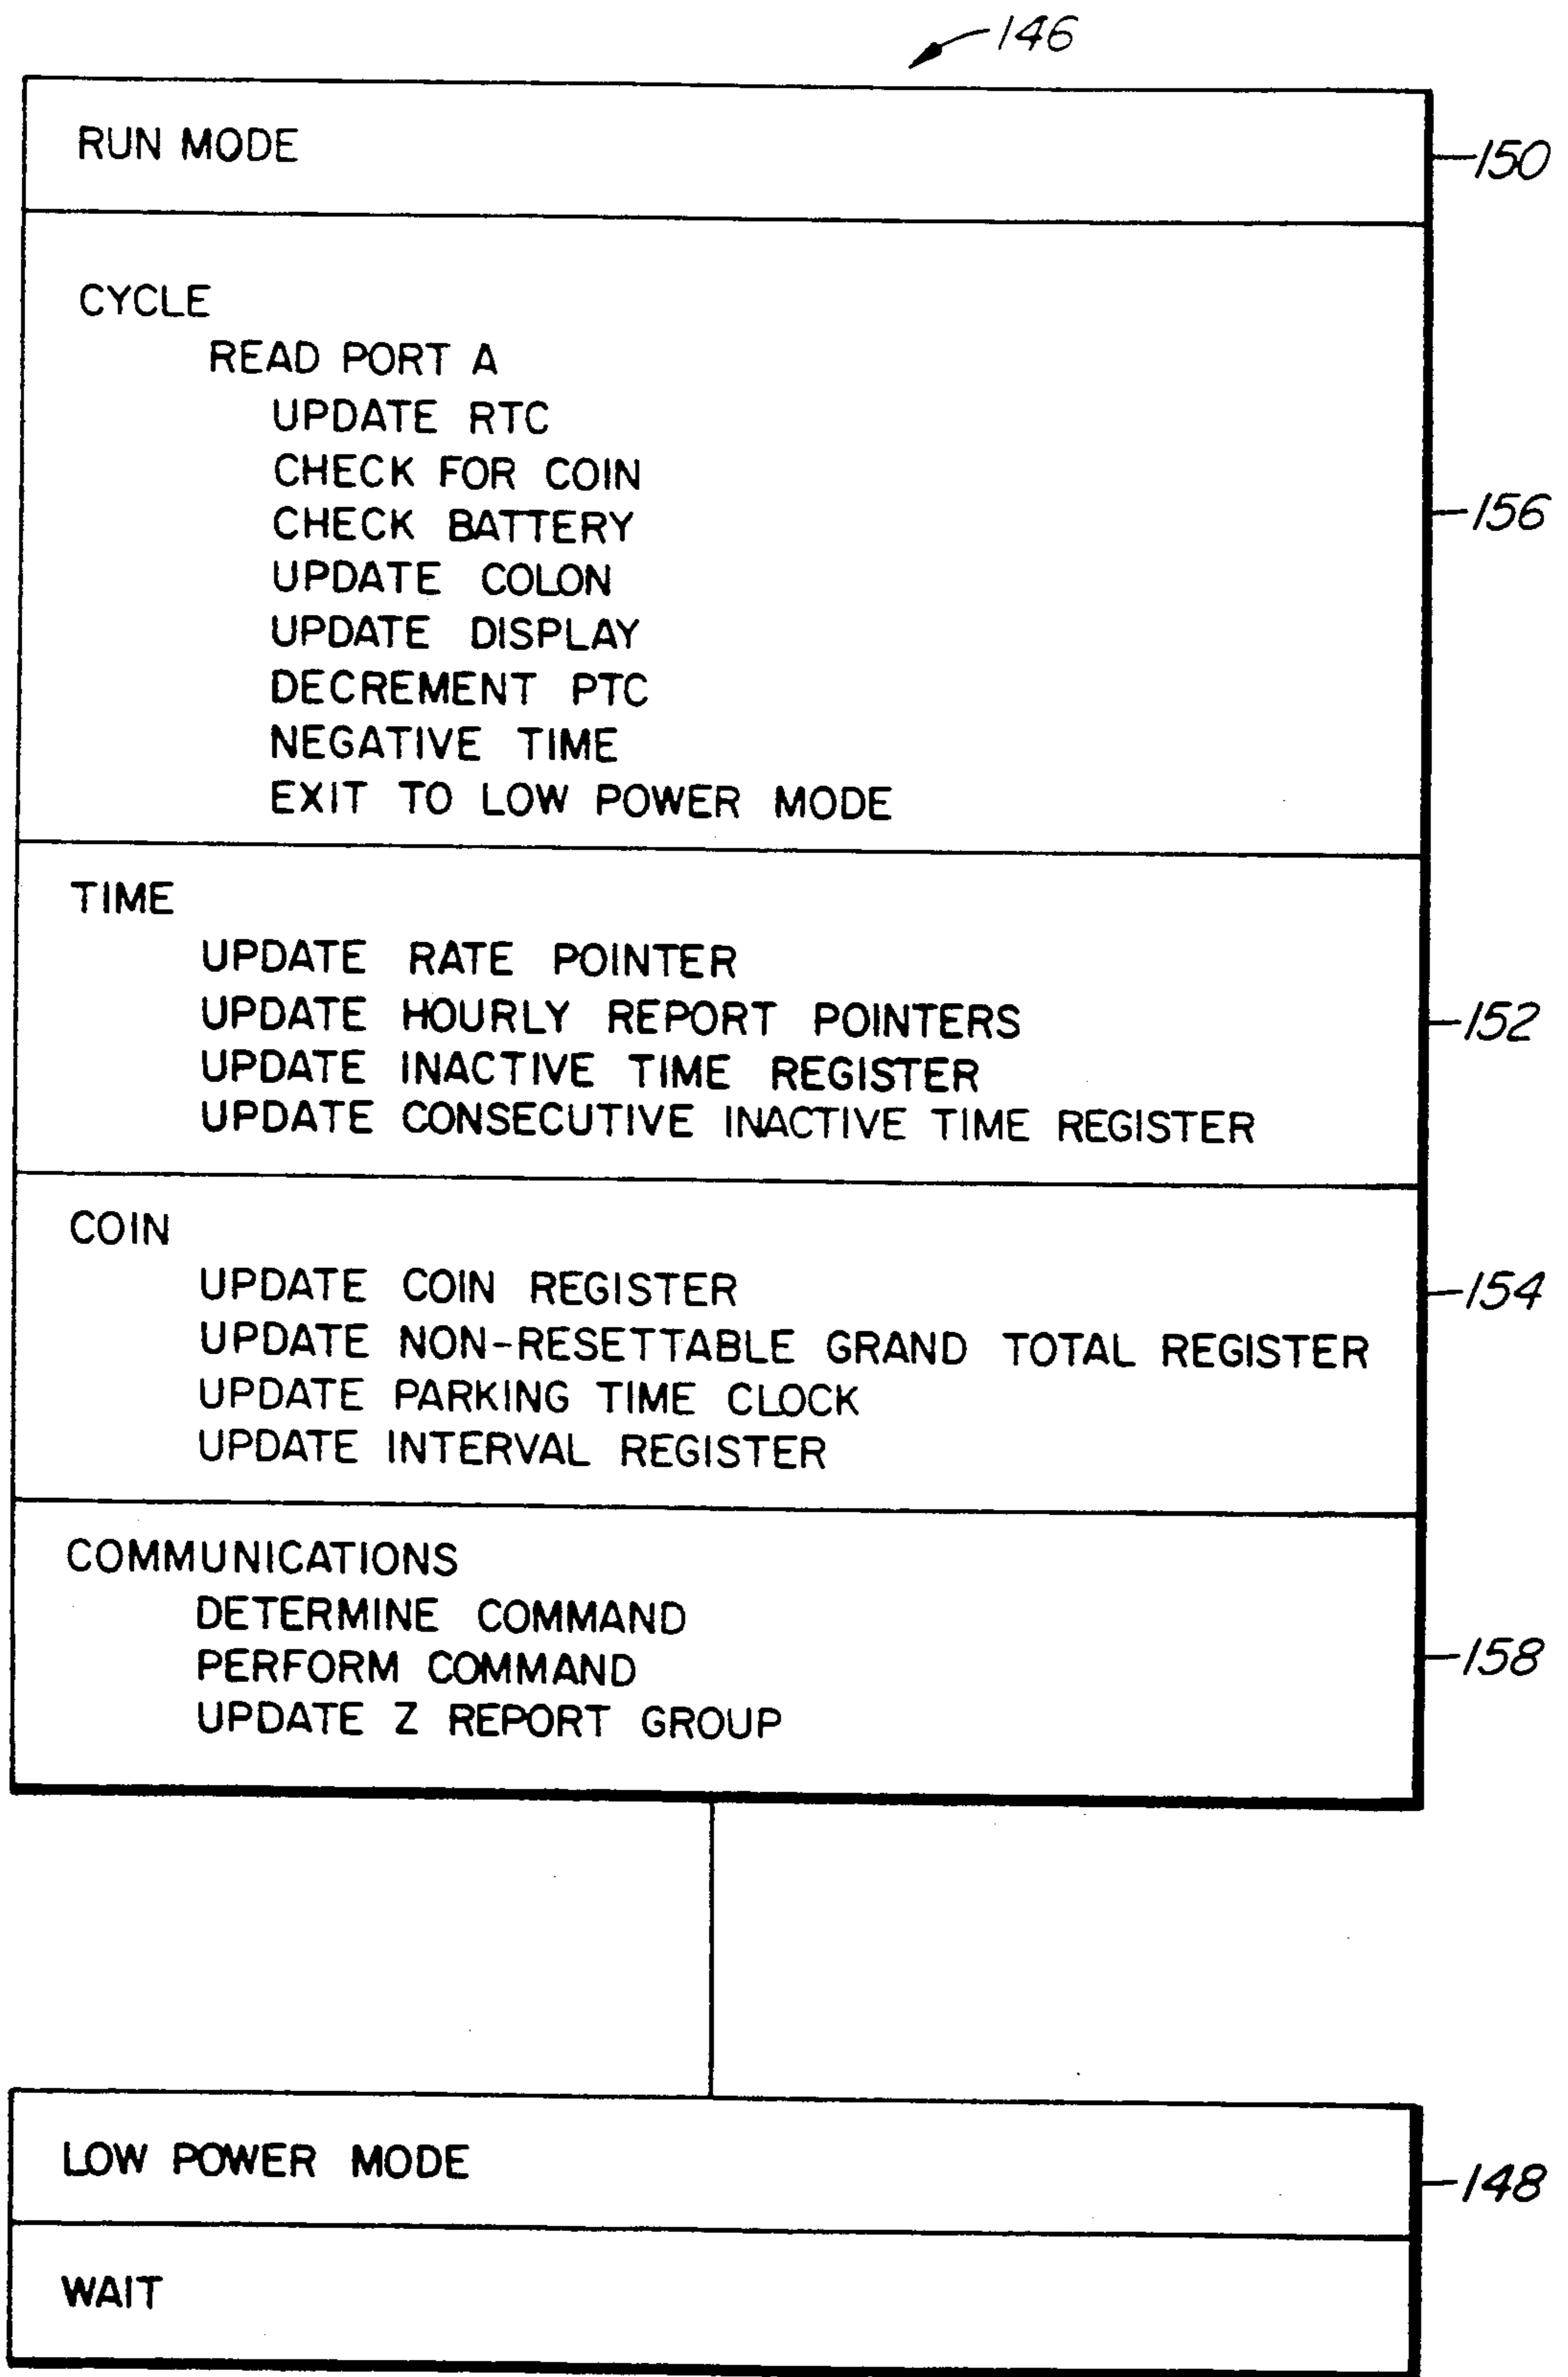 146
RUN MODE
150
CYCLE
READ PORT A
UPDATE RTC
CHECK FOR COIN
CHECK BATTERY
156
UPDATE COLON
UPDATE DISPLAY
DECREMENT PTC
NEGATIVE TIME
EXIT TO LOW POWER MODE
TIME
UPDATE RATE POINTER
UPDATE HOURLY REPORT POINTERS
152
UPDATE INACTIVE TIME REGISTER
UPDATE CONSECUTIVE INACTIVE TIME REGISTER
COIN
UPDATE COIN REGISTER
154
UPDATE NON-RESETTABLE GRAND TOTAL REGISTER
UPDATE PARKING TIME CLOCK
UPDATE INTERVAL REGISTER
COMMUNICATIONS
DETERMINE COMMAND
PERFORM COMMAND
158
UPDATE Z REPORT GROUP
LOW POWER MODE
148
WAIT